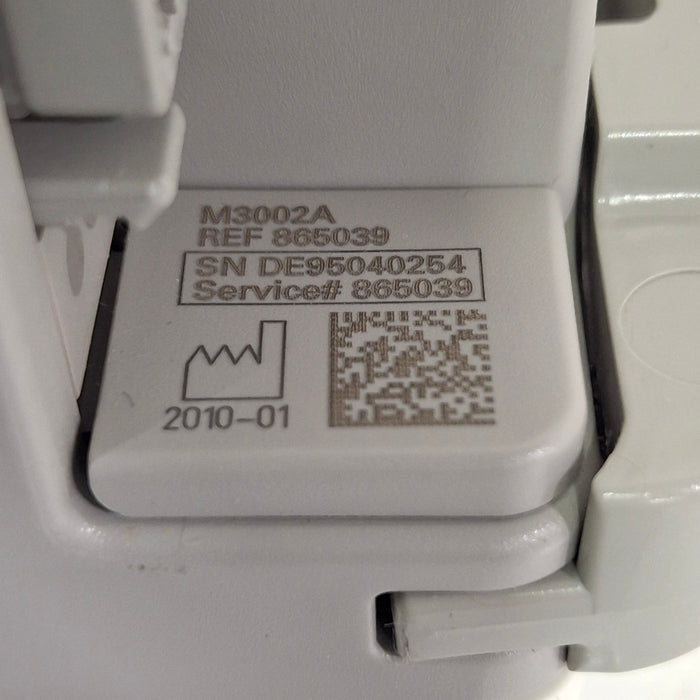 M3002A
REF 865039
SN DE95040254
Service# 865039
2010-01